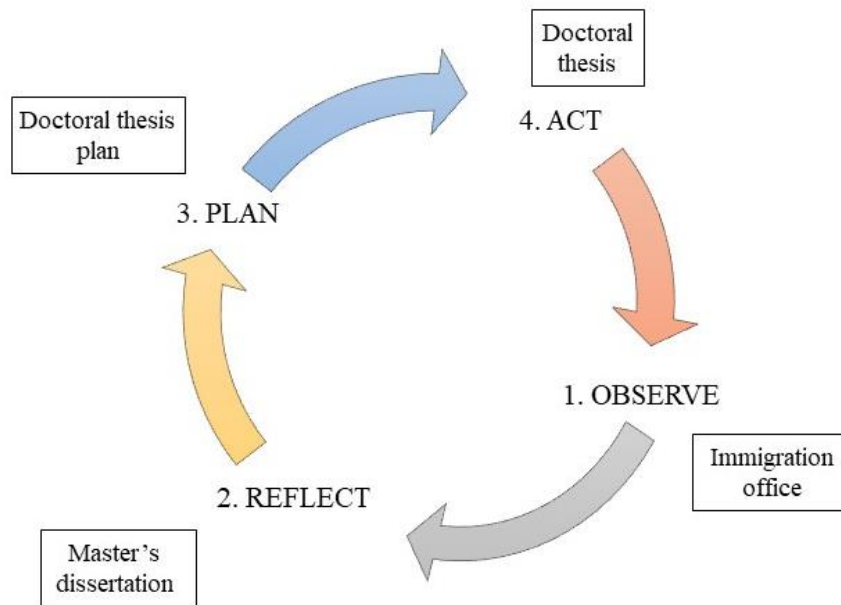 Doctoral
thesis
4. ACT
Doctoral thesis
plan
3. PLAN
1. OBSERVE
Immigration
office
2. REFLECT
Master’s
dissertation